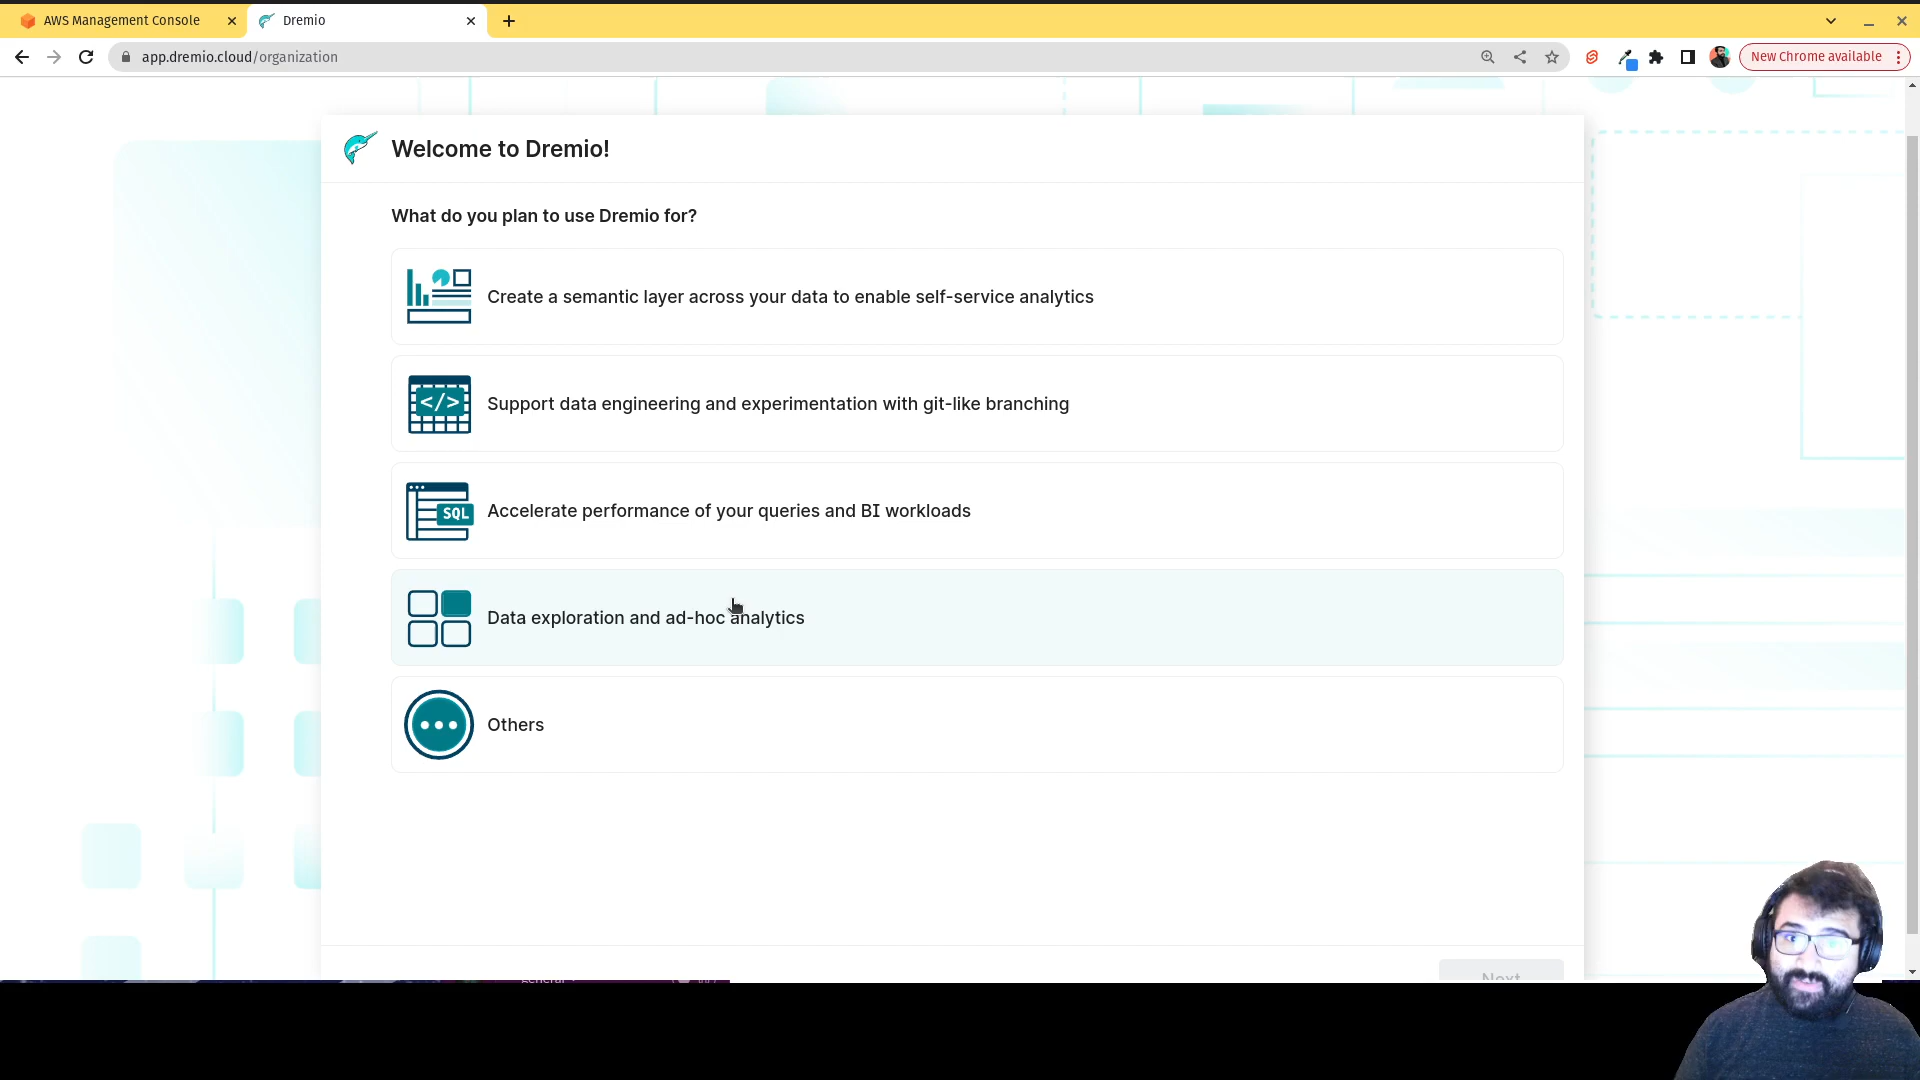 AWS Management Console
Dremio
app.dremio.cloud/organization
New Chrome available
Welcome to Dremio!
What do you plan to use Dremio for?
Create a semantic layer across your data to enable self-service analytics
</>
Support data engineering and experimentation with git-like branching
SQL
Accelerate performance of your queries and BI workloads
Data exploration and ad-hoc analytics
Others
Next
general